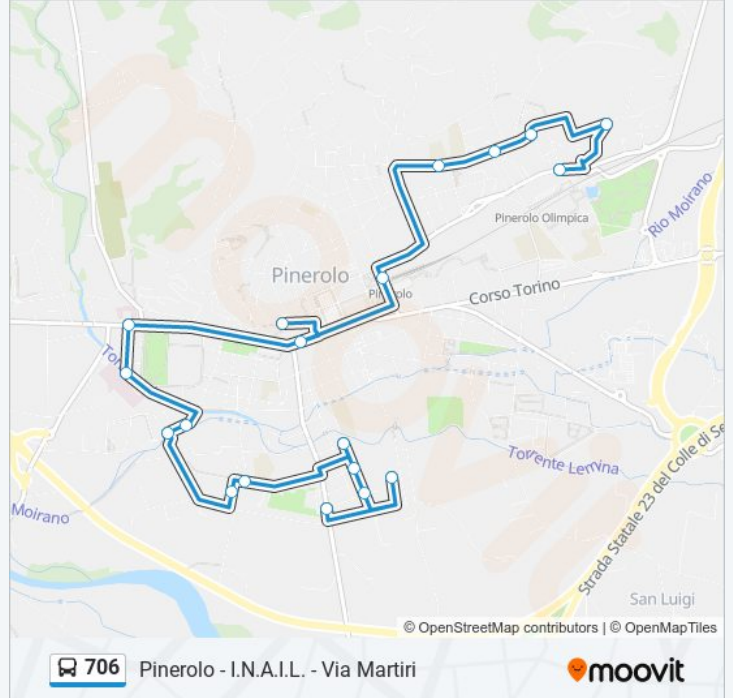 Rio Moirano
Pinerolo Olimpica
Pinerolo
Corso Torino
Torrente Lemina
Moirano
Strada Statale 23 del Colle di Se
San Luigi
© OpenStreetMap contributors | © OpenMapTiles
706 Pinerolo - I.N.A.I.L. - Via Martiri
moovit